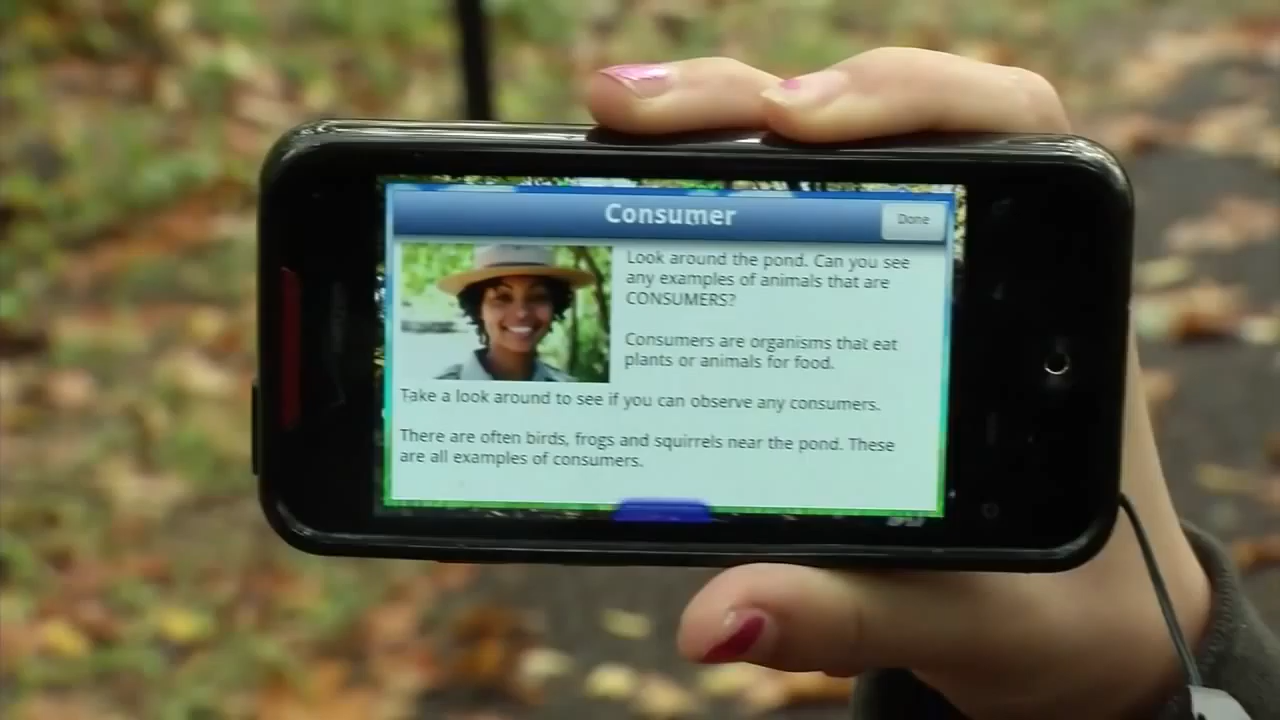 Consumer
Done
Look around the pond. Can you see
any examples of animals that are
CONSUMERS?
Consumers are organisms that eat
plants or animals for food.
Take a look around to see if you can observe any consumers.
There are often birds, frogs and squirrels near the pond. These
are all examples of consumers.